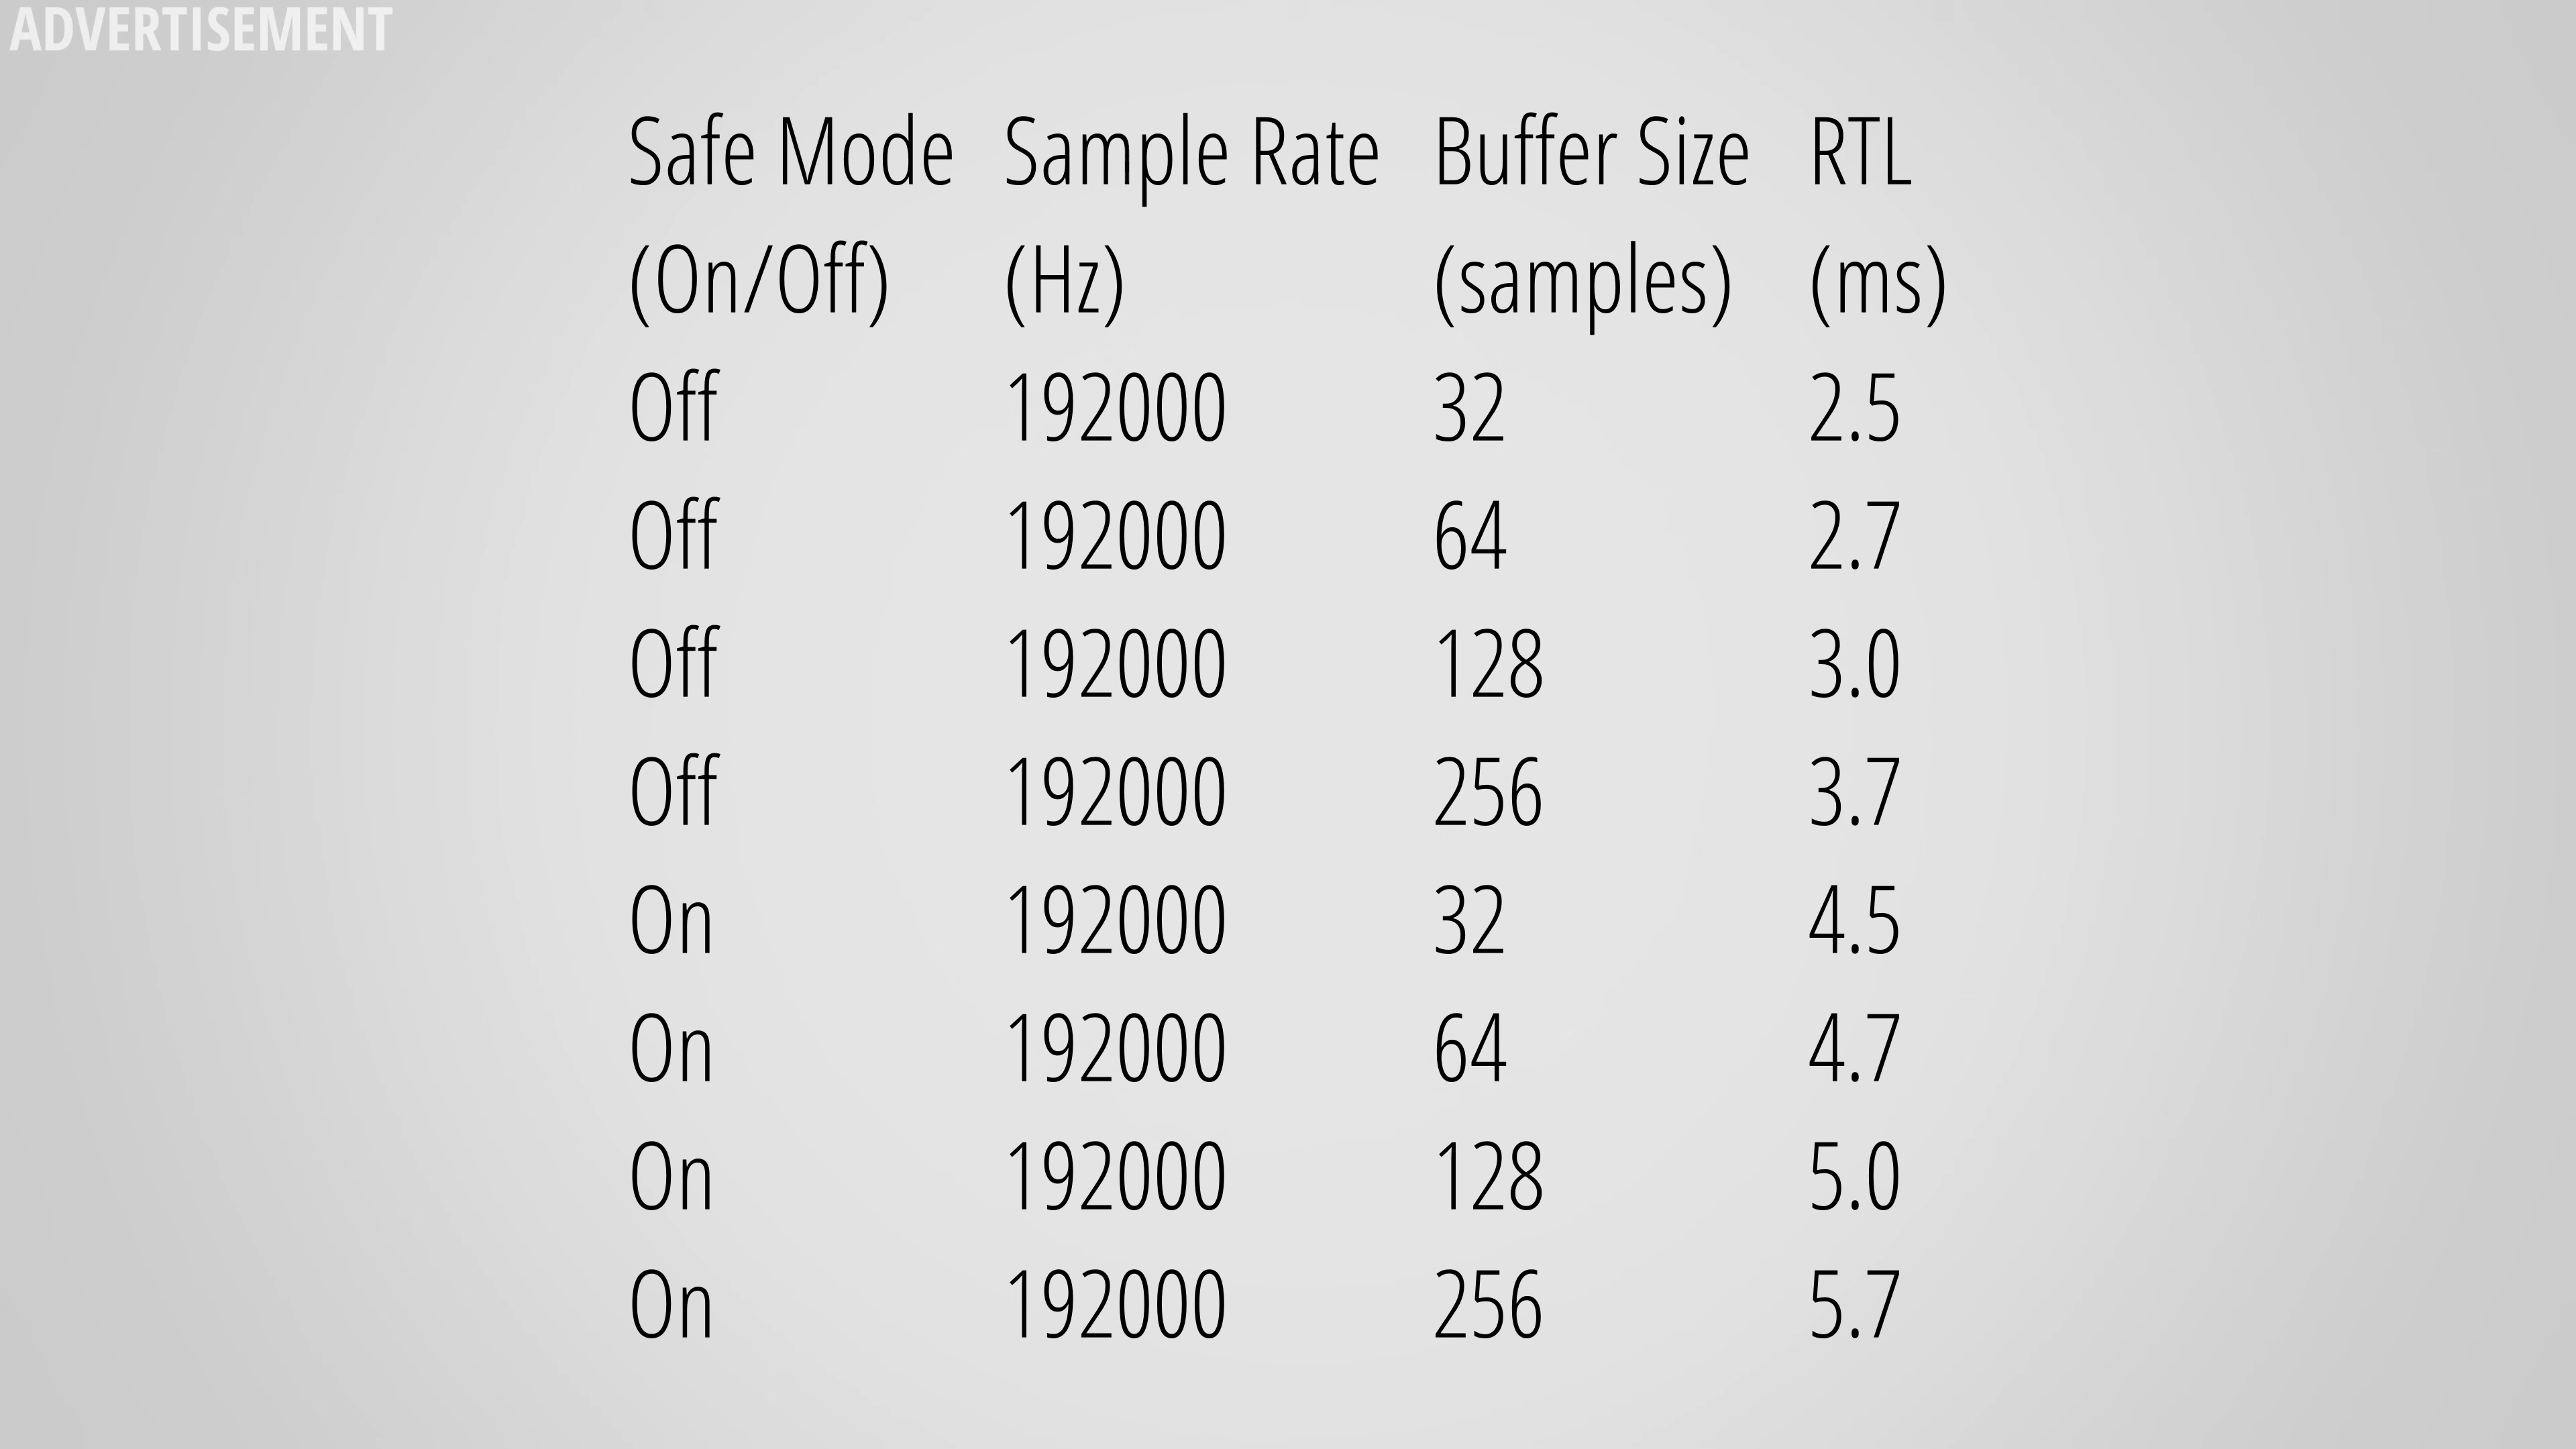 ADVERTISEMENT
Safe Mode Sample Rate Buffer Size RTL
(On/Off) (Hz) (samples) (ms)
Off 192000 32 2.5
Off 192000 64 2.7
Off 192000 128 3.0
Off 192000 256 3.7
On 192000 32 4.5
On 192000 64 4.7
On 192000 128 5.0
On 192000 256 5.7